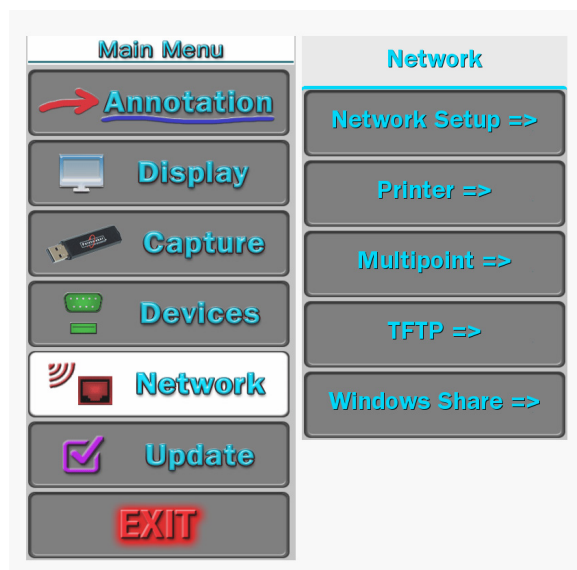 Main Menu
Annotation
Display
Capture
Devices
Network
Update
EXIT
Network
Network Setup =>
Printer =>
Multipoint =>
TFTP =>
Windows Share =>